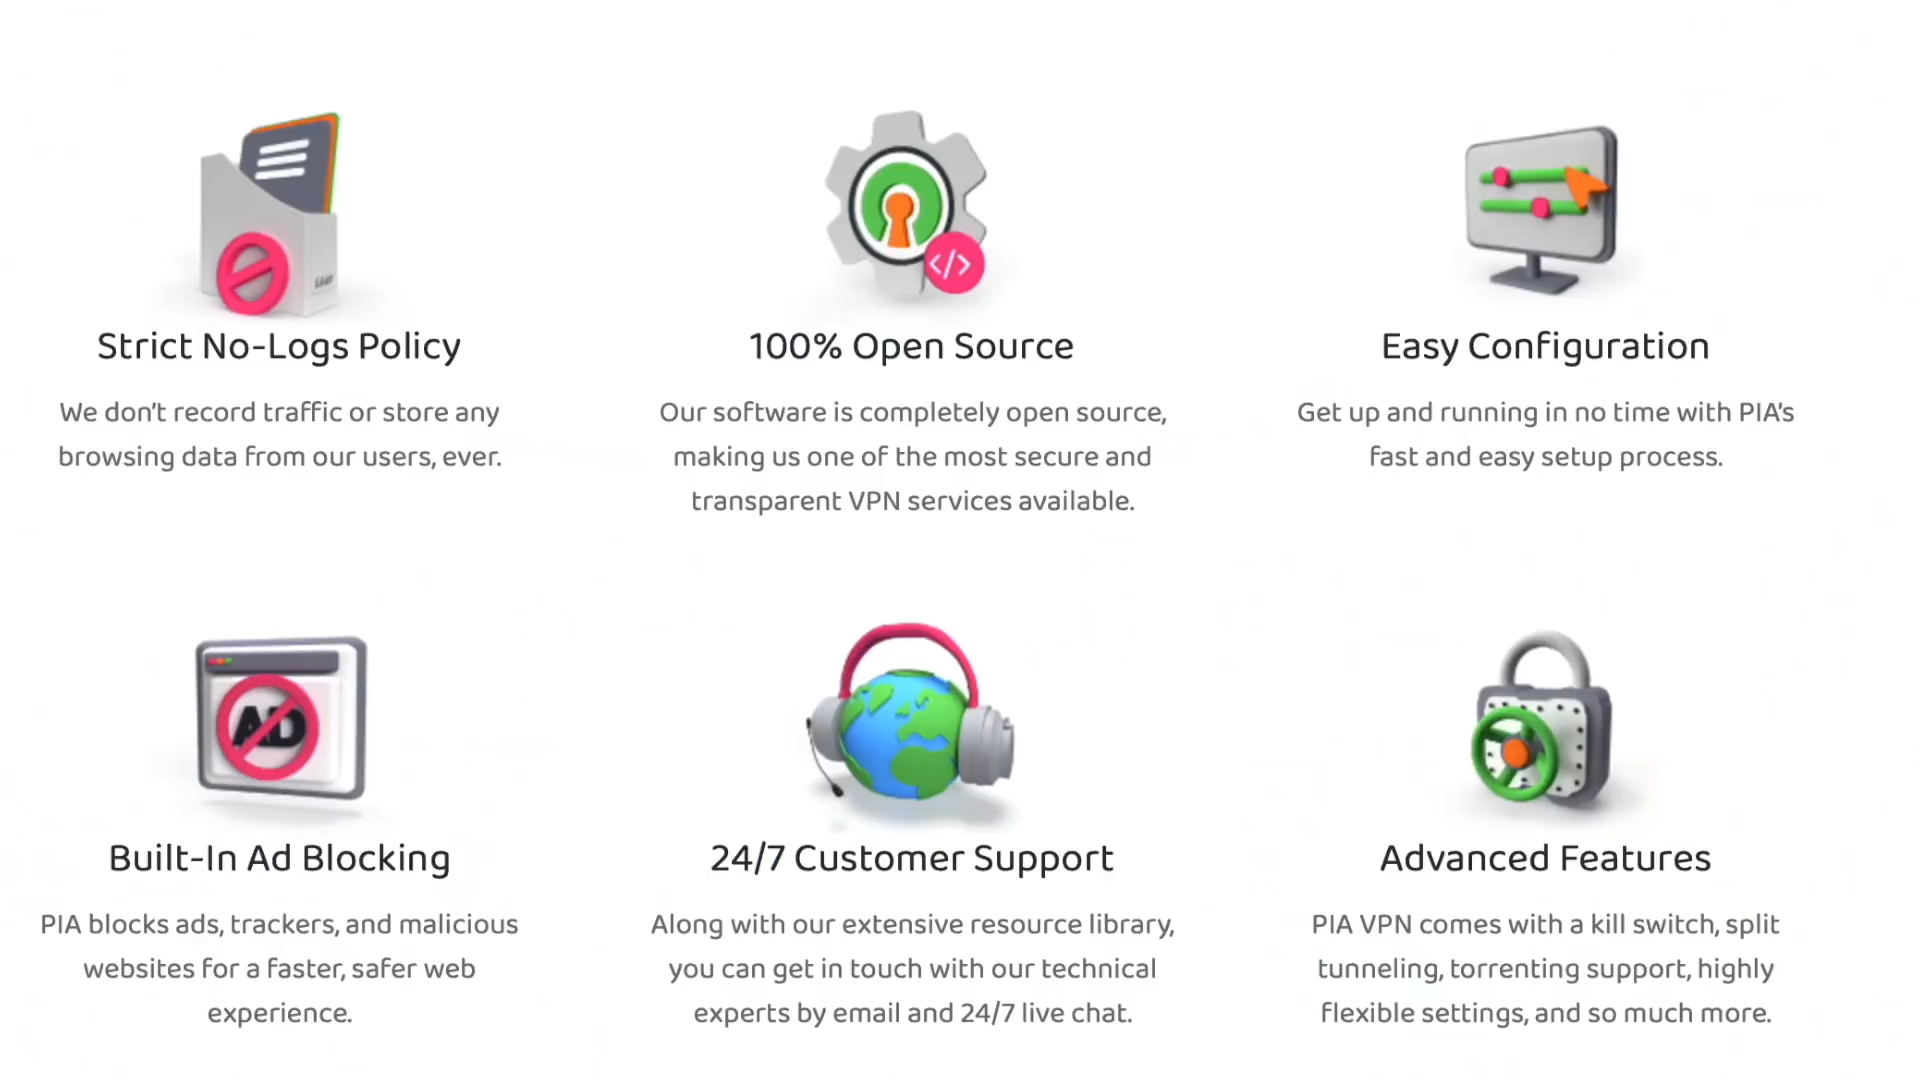 Strict No-Logs Policy
We don't record traffic or store any
browsing data from our users, ever.
</>
100% Open Source
Our software is completely open source,
making us one of the most secure and
transparent VPN services available.
Easy Configuration
Get up and running in no time with PIA's
fast and easy setup process.
AD
Built-In Ad Blocking
PIA blocks ads, trackers, and malicious
websites for a faster, safer web
experience.
24/7 Customer Support
Along with our extensive resource library,
you can get in touch with our technical
experts by email and 24/7 live chat.
Advanced Features
PIA VPN comes with a kill switch, split
tunneling, torrenting support, highly
flexible settings, and so much more.